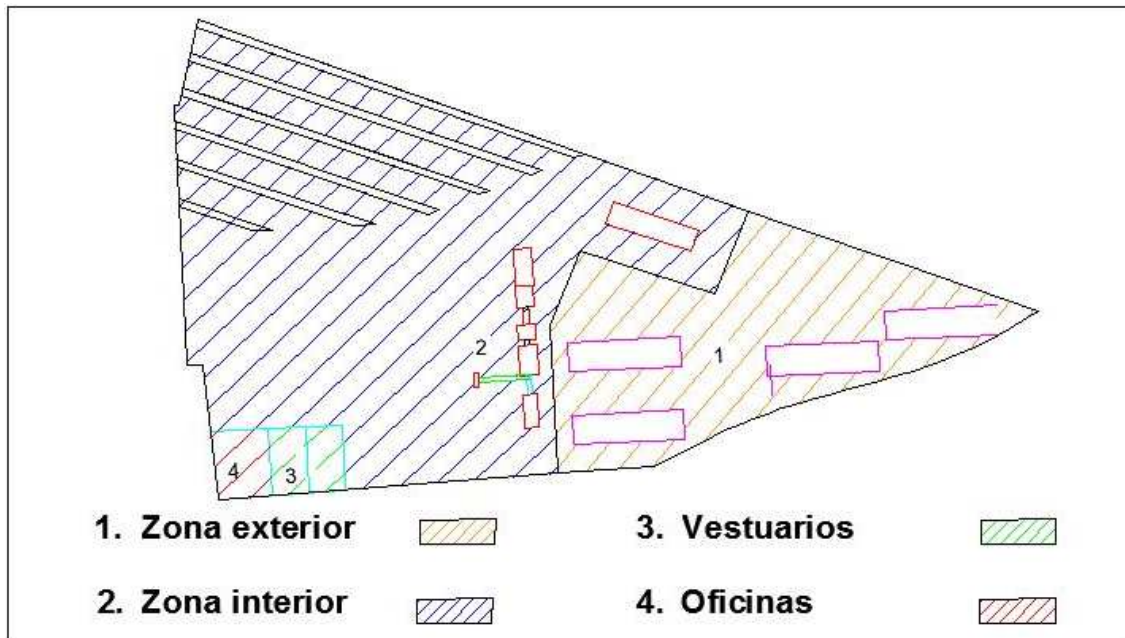 2
1
4
3
1. Zona exterior
3. Vestuarios
2. Zona interior
4. Oficinas